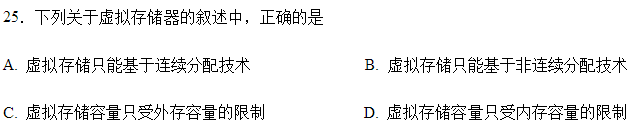 25．下列关于虚拟存储器的叙述中，正确的是
A. 虚拟存储只能基于连续分配技术 B. 虚拟存储只能基于非连续分配技术
C. 虚拟存储容量只受外存容量的限制 D. 虚拟存储容量只受内存容量的限制